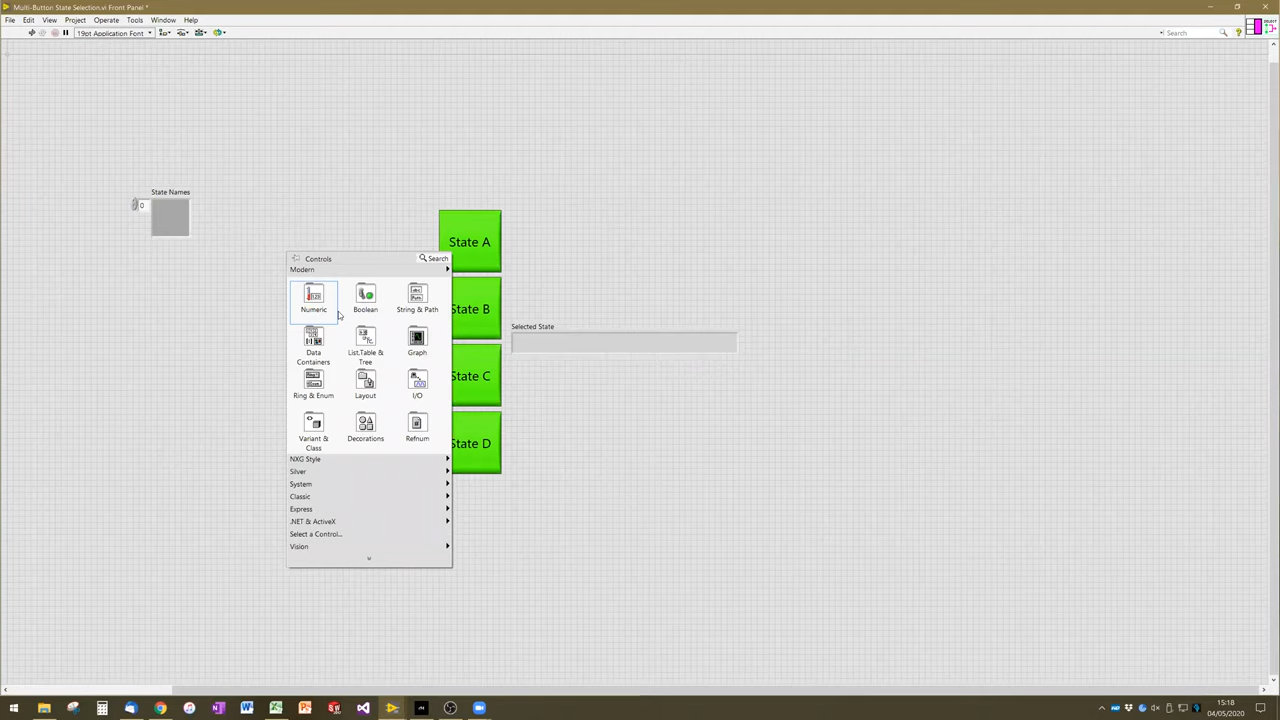 Multi-Button State Selection.vi Front Panel *
File Edit View Project Operate Tools Window Help
19pt Application Font
Search
State Names
0
State A
State B
State C
State D
Selected State
Controls
Search
Modern
Numeric
Boolean
String & Path
Data Containers
List, Table & Tree
Graph
Ring & Enum
Layout
I/O
Variant & Class
Decorations
Refnum
NXG Style
Silver
System
Classic
Express
.NET & ActiveX
Select a Control...
Vision
15:18
04/05/2020